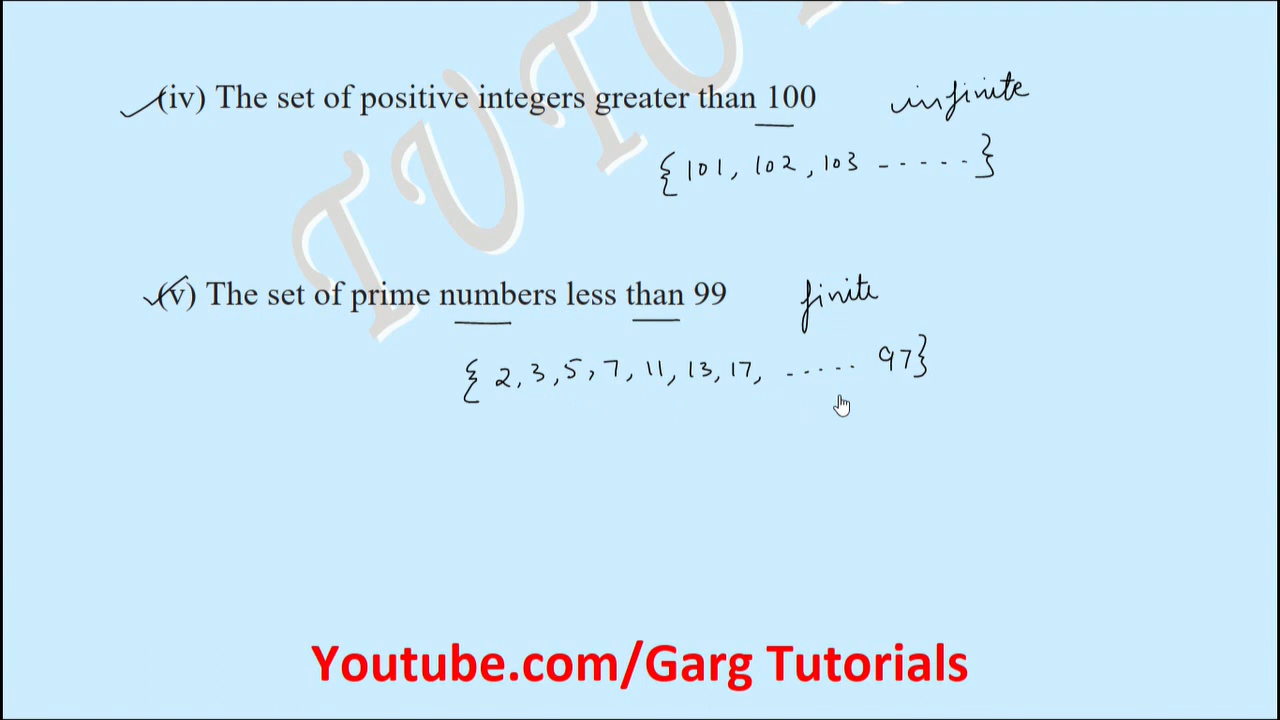 TUTO
(iv) The set of positive integers greater than 100 infinite
{101, 102, 103 - - - - - }
(v) The set of prime numbers less than 99 finite
{ 2, 3, 5, 7, 11, 13, 17, ..... 97}
Youtube.com/Garg Tutorials